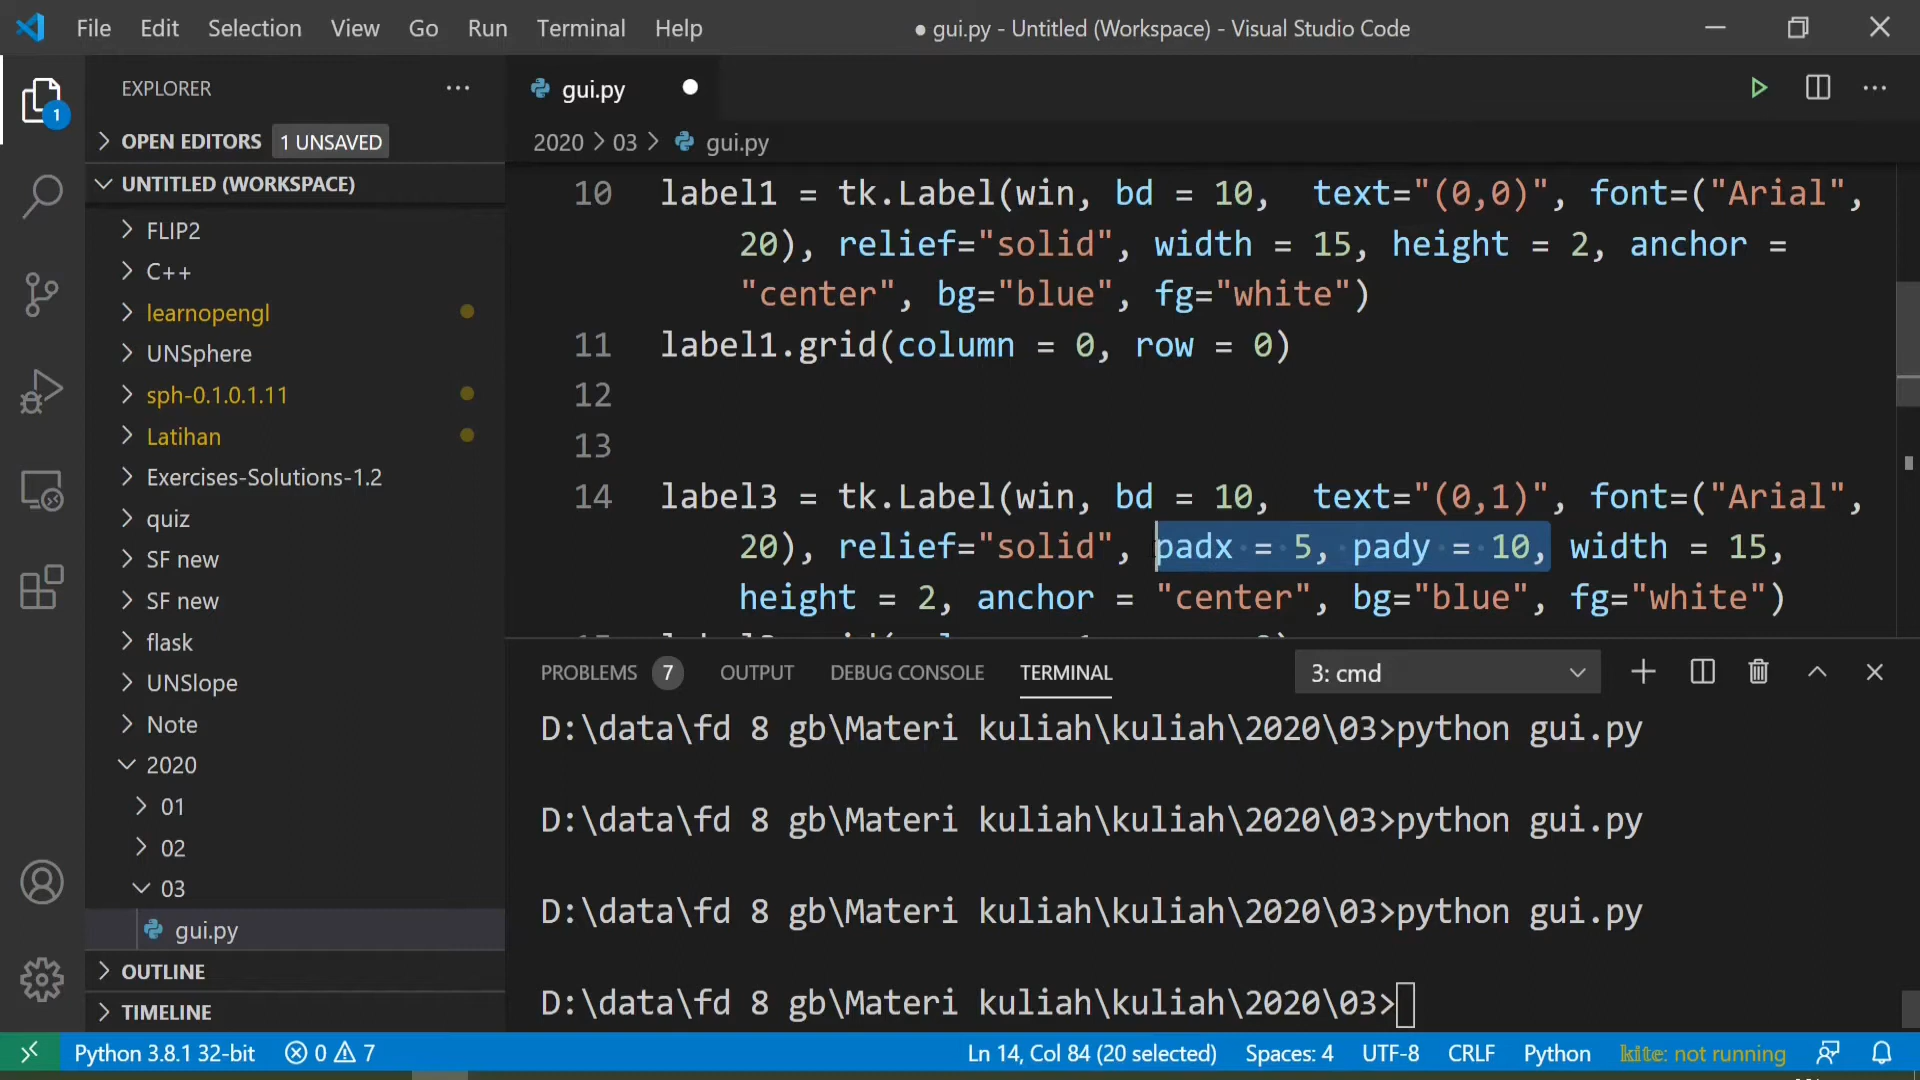 File Edit Selection View Go Run Terminal Help
● gui.py - Untitled (Workspace) - Visual Studio Code
EXPLORER
OPEN EDITORS 1 UNSAVED
UNTITLED (WORKSPACE)
FLIP2
C++
learnopengl
UNSphere
sph-0.1.0.1.11
Latihan
Exercises-Solutions-1.2
quiz
SF new
SF new
flask
UNSlope
Note
2020
01
02
03
gui.py
OUTLINE
TIMELINE
1
gui.py
2020 > 03 > gui.py
10 label1 = tk.Label(win, bd = 10,  text="(0,0)", font=("Arial",
20), relief="solid", width = 15, height = 2, anchor =
"center", bg="blue", fg="white")
11 label1.grid(column = 0, row = 0)
12
13
14 label3 = tk.Label(win, bd = 10,  text="(0,1)", font=("Arial",
20), relief="solid", padx = 5, pady = 10, width = 15,
height = 2, anchor = "center", bg="blue", fg="white")
PROBLEMS 7 OUTPUT DEBUG CONSOLE TERMINAL 3: cmd
D:\data\fd 8 gb\Materi kuliah\kuliah\2020\03>python gui.py
D:\data\fd 8 gb\Materi kuliah\kuliah\2020\03>python gui.py
D:\data\fd 8 gb\Materi kuliah\kuliah\2020\03>python gui.py
D:\data\fd 8 gb\Materi kuliah\kuliah\2020\03>
Python 3.8.1 32-bit 0 7 Ln 14, Col 84 (20 selected) Spaces: 4 UTF-8 CRLF Python kite: not running